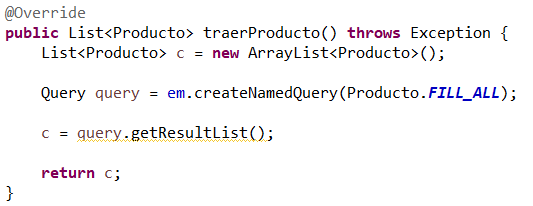 @Override
public List<Producto> traerProducto() throws Exception {
List<Producto> c = new ArrayList<Producto>();
Query query = em.createNamedQuery(Producto.FILL_ALL);
c = query.getResultList();
return c;
}